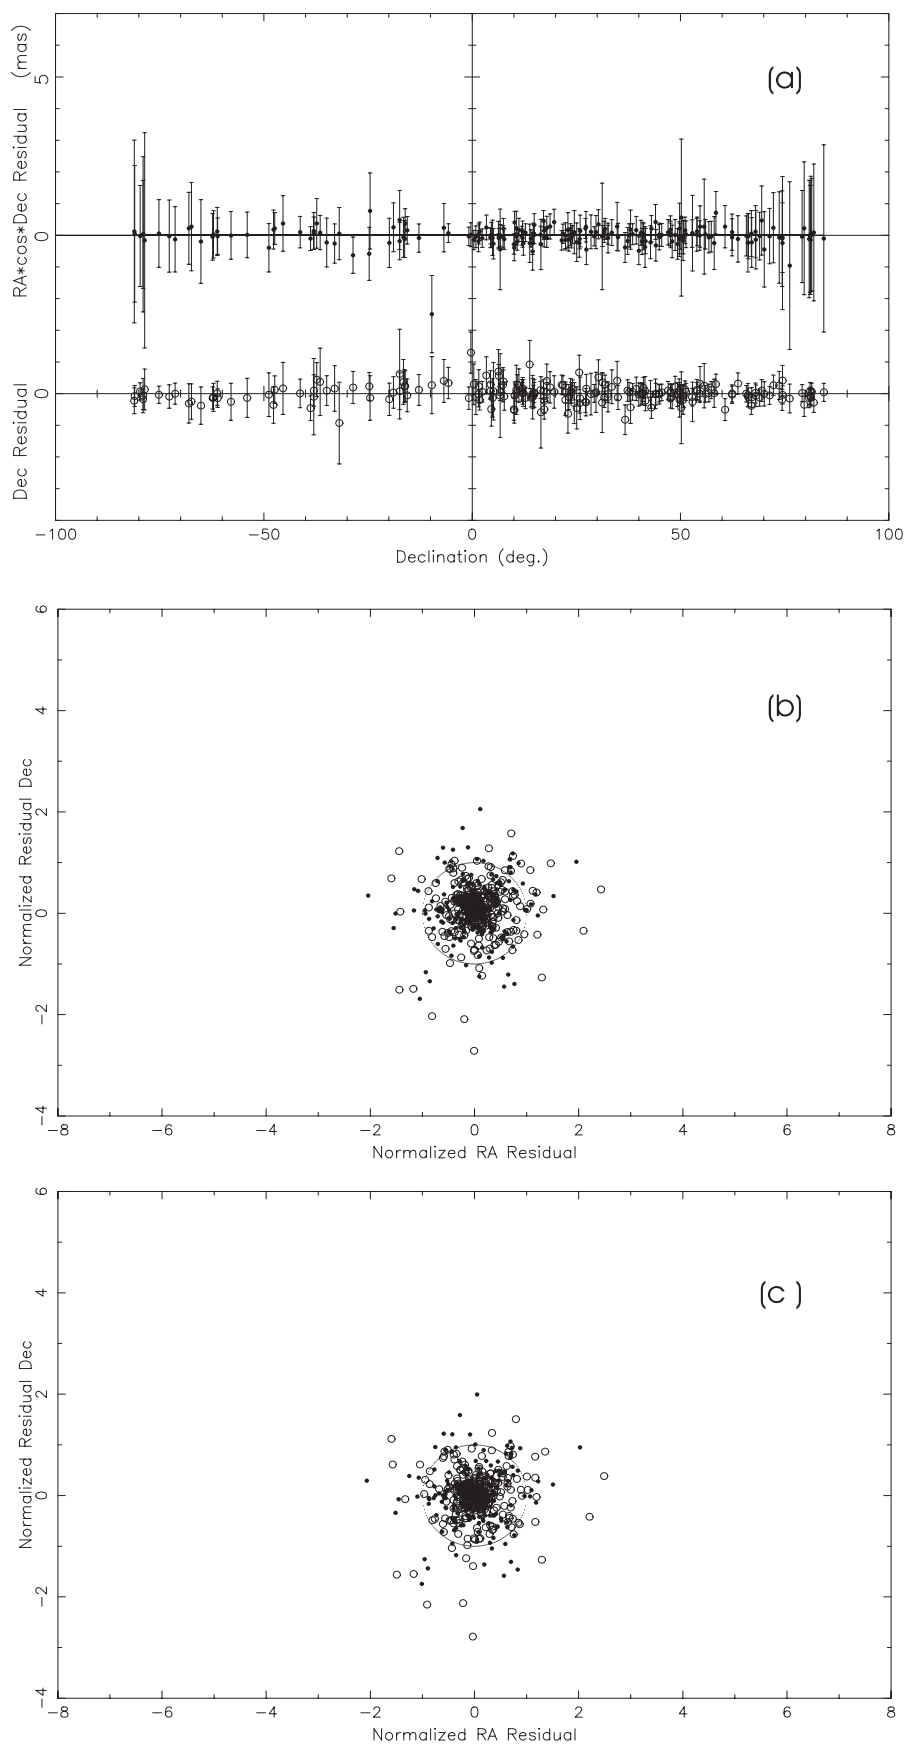 (a)
RA*cos*Dec Residual (mas)
5
0
Dec Residual
0
−100 −50 0 50 100
Declination (deg.)
(b)
Normalized Residual Dec
6
4
2
0
−2
−4
−8 −6 −4 −2 0 2 4 6 8
Normalized RA Residual
(c )
Normalized Residual Dec
6
4
2
0
−2
−4
−8 −6 −4 −2 0 2 4 6 8
Normalized RA Residual